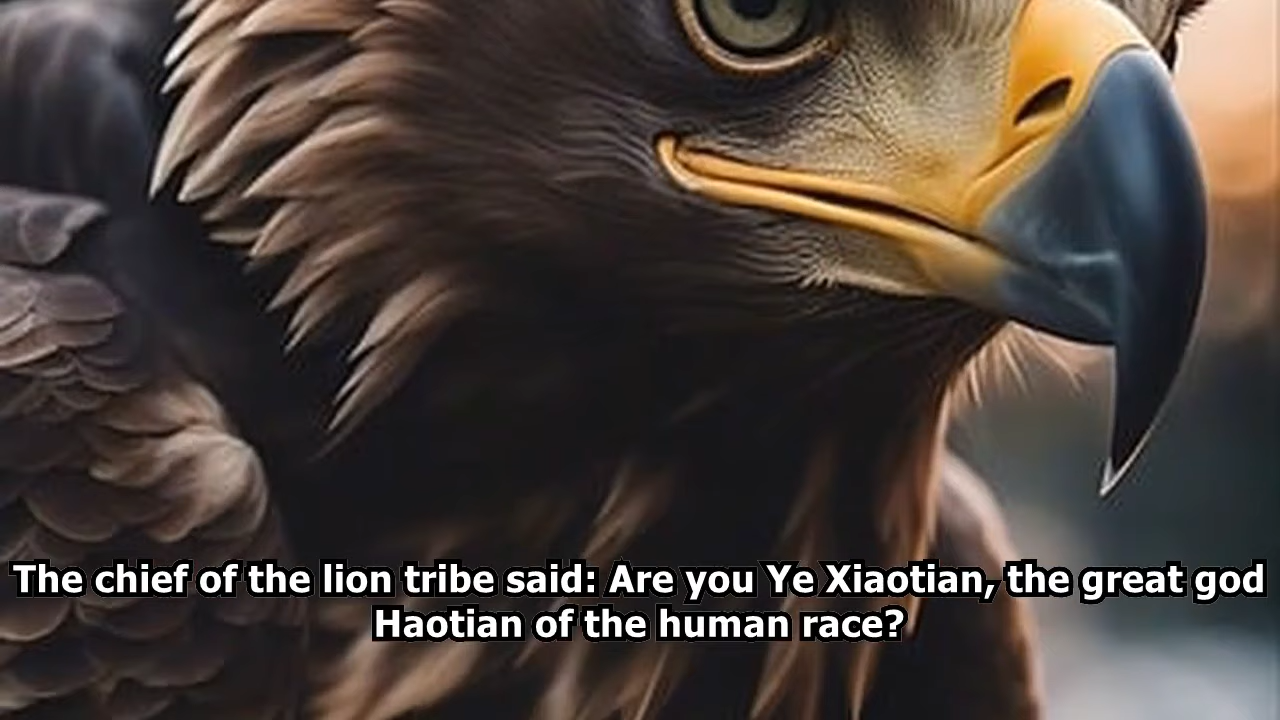 The chief of the lion tribe said: Are you Ye Xiaotian, the great god
Haotian of the human race?